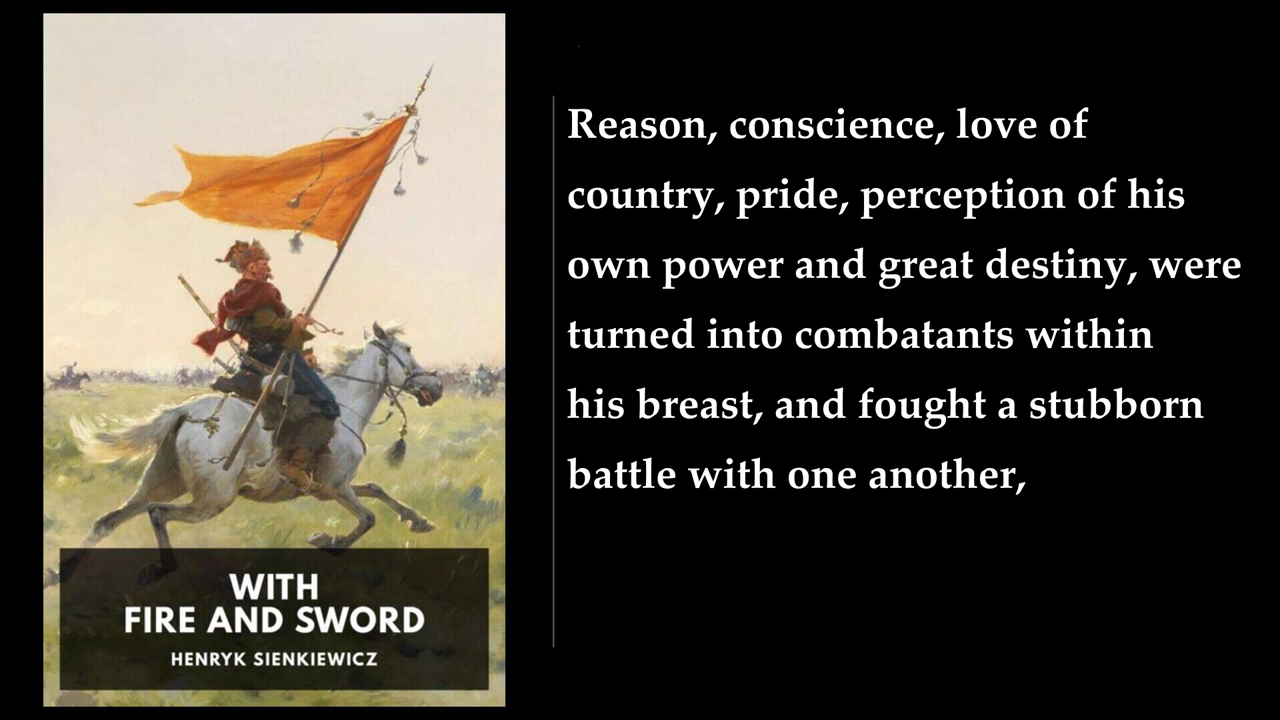 WITH
FIRE AND SWORD
HENRYK SIENKIEWICZ
Reason, conscience, love of
country, pride, perception of his
own power and great destiny, were
turned into combatants within
his breast, and fought a stubborn
battle with one another,